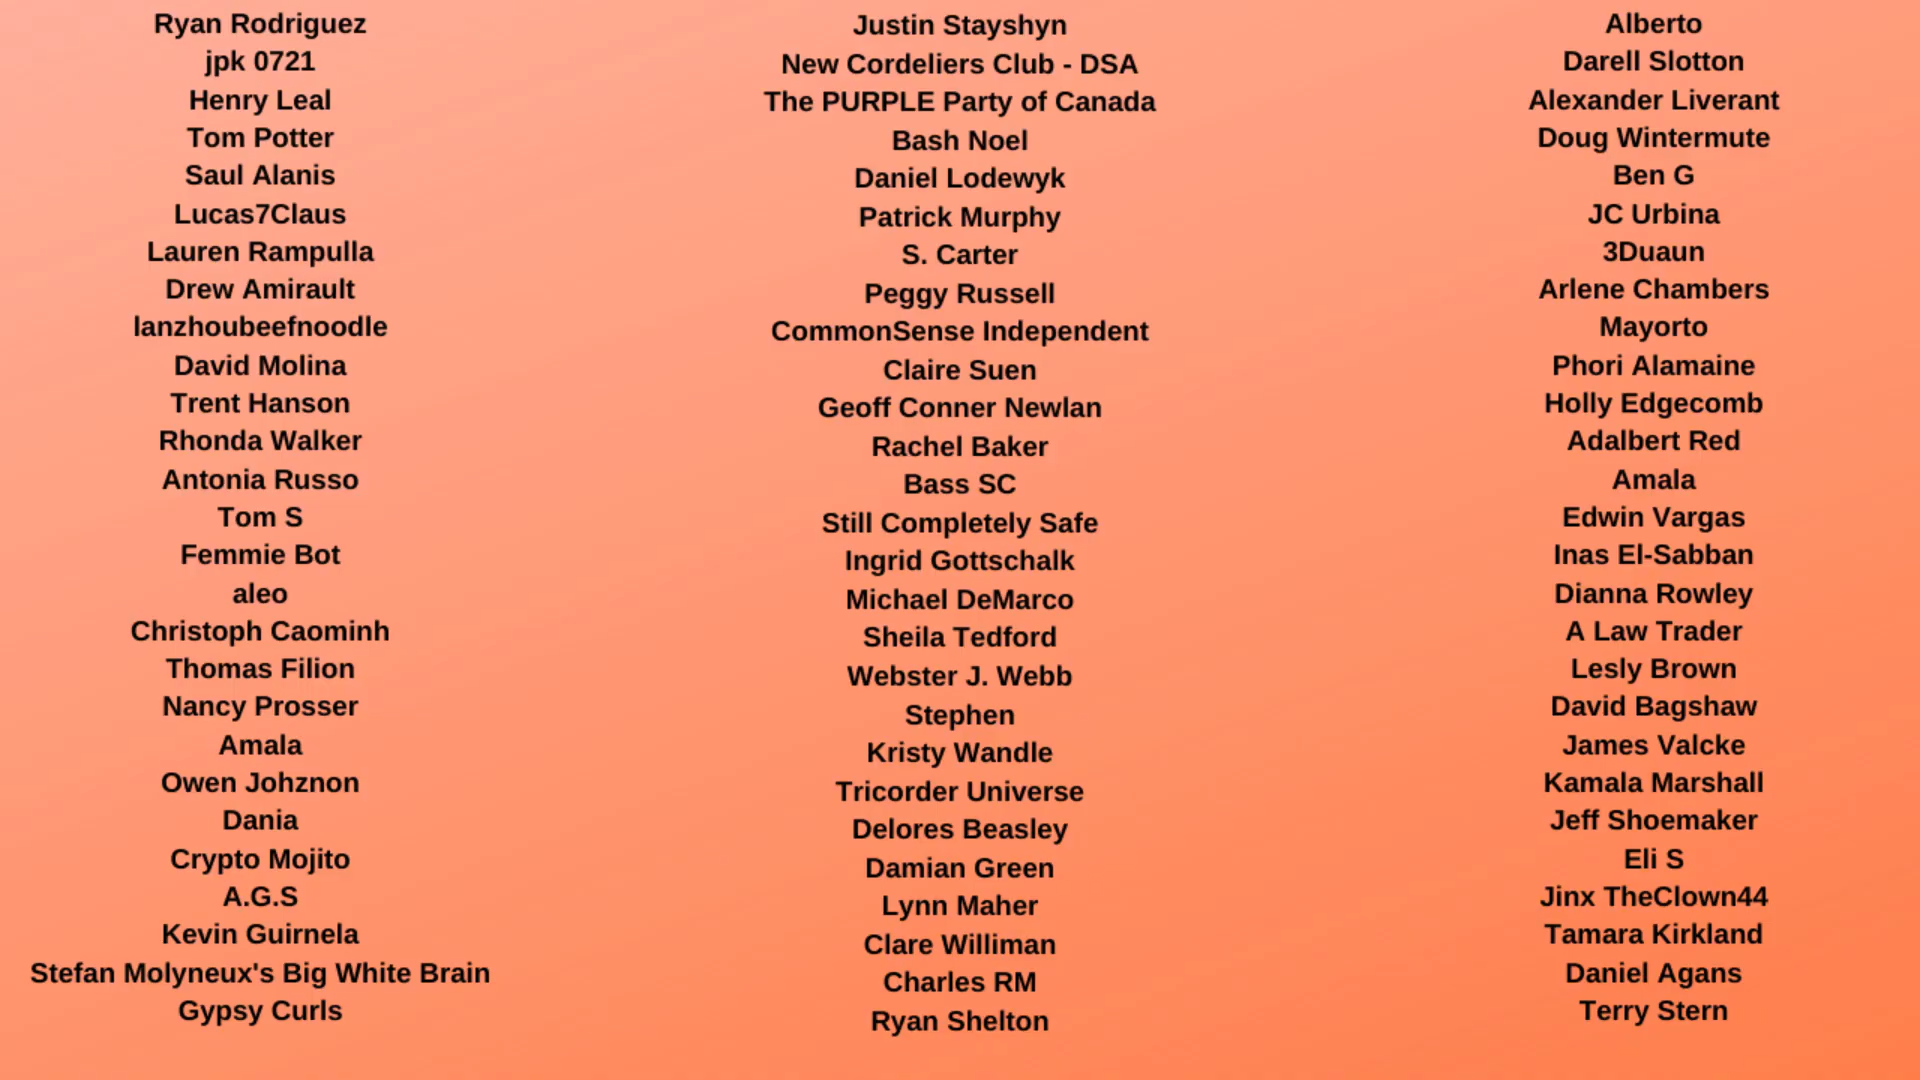 Ryan Rodriguez
jpk 0721
Henry Leal
Tom Potter
Saul Alanis
Lucas7Claus
Lauren Rampulla
Drew Amirault
lanzhoubeefnoodle
David Molina
Trent Hanson
Rhonda Walker
Antonia Russo
Tom S
Femmie Bot
aleo
Christoph Caominh
Thomas Filion
Nancy Prosser
Amala
Owen Johznon
Dania
Crypto Mojito
A.G.S
Kevin Guirnela
Stefan Molyneux's Big White Brain
Gypsy Curls
Justin Stayshyn
New Cordeliers Club - DSA
The PURPLE Party of Canada
Bash Noel
Daniel Lodewyk
Patrick Murphy
S. Carter
Peggy Russell
CommonSense Independent
Claire Suen
Geoff Conner Newlan
Rachel Baker
Bass SC
Still Completely Safe
Ingrid Gottschalk
Michael DeMarco
Sheila Tedford
Webster J. Webb
Stephen
Kristy Wandle
Tricorder Universe
Delores Beasley
Damian Green
Lynn Maher
Clare Williman
Charles RM
Ryan Shelton
Alberto
Darell Slotton
Alexander Liverant
Doug Wintermute
Ben G
JC Urbina
3Duaun
Arlene Chambers
Mayorto
Phori Alamaine
Holly Edgecomb
Adalbert Red
Amala
Edwin Vargas
Inas El-Sabban
Dianna Rowley
A Law Trader
Lesly Brown
David Bagshaw
James Valcke
Kamala Marshall
Jeff Shoemaker
Eli S
Jinx TheClown44
Tamara Kirkland
Daniel Agans
Terry Stern